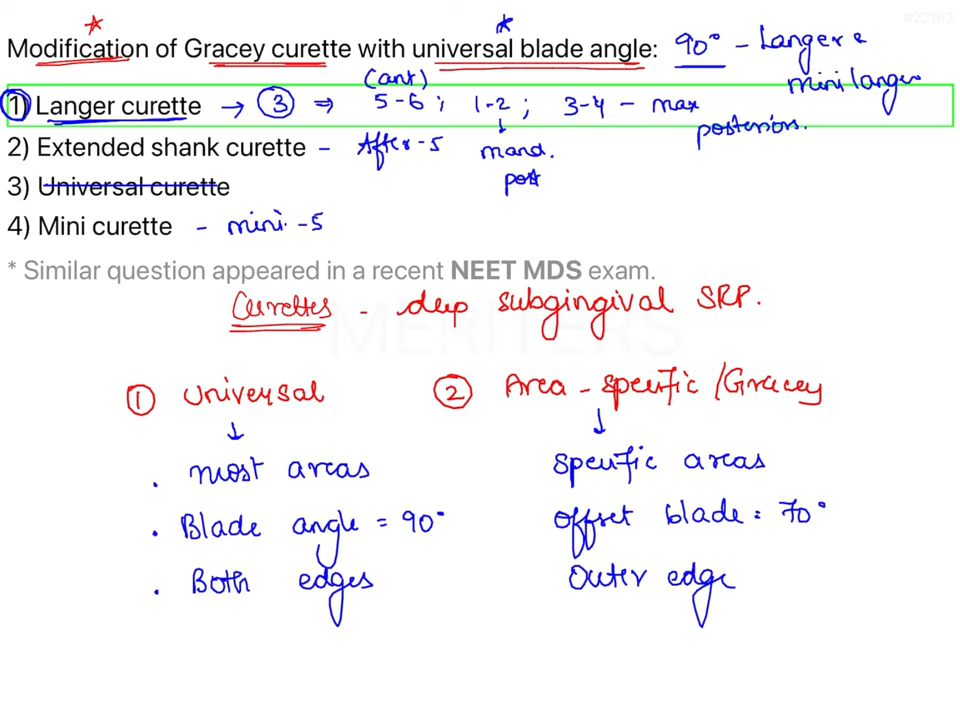 #22162
Modification of Gracey curette with universal blade angle: 90° - Langer &
mini langer
(ant)
1) Langer curette → 3 ⇒ 5-6 ; 1-2 ; 3-4 - max
posteriors.
2) Extended shank curette - After-5
mand.
post
3) Universal curette
4) Mini curette - mini -5
* Similar question appeared in a recent NEET MDS exam.
Curettes - deep subgingival SRP.
MERITERS
1 Universal
2 Area - specific /Gracey
. most areas
specific areas
. Blade angle = 90°
offset blade = 70°
. Both edges
outer edge